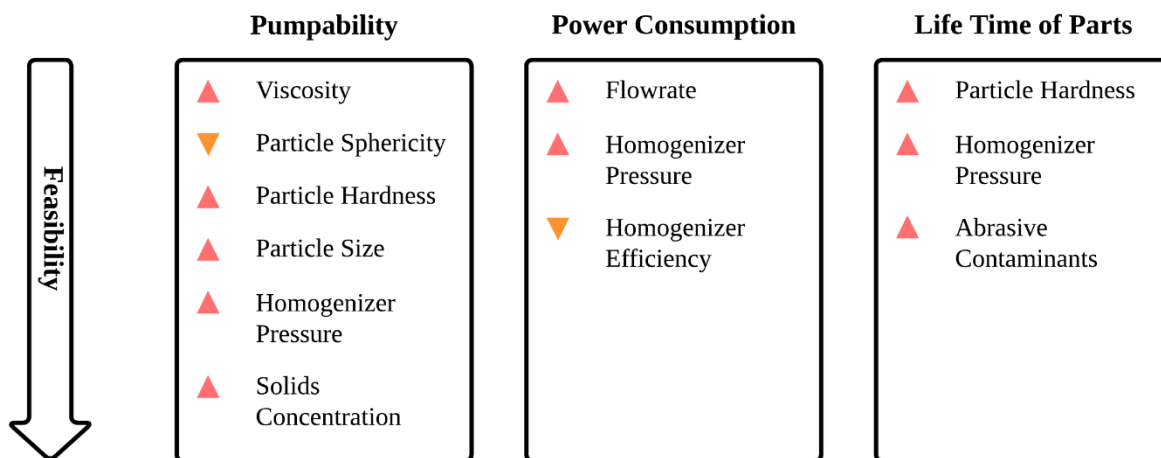 Pumpability
Power Consumption
Life Time of Parts
Feasibility
Viscosity
Particle Sphericity
Particle Hardness
Particle Size
Homogenizer
Pressure
Solids
Concentration
Flowrate
Homogenizer
Pressure
Homogenizer
Efficiency
Particle Hardness
Homogenizer
Pressure
Abrasive
Contaminants